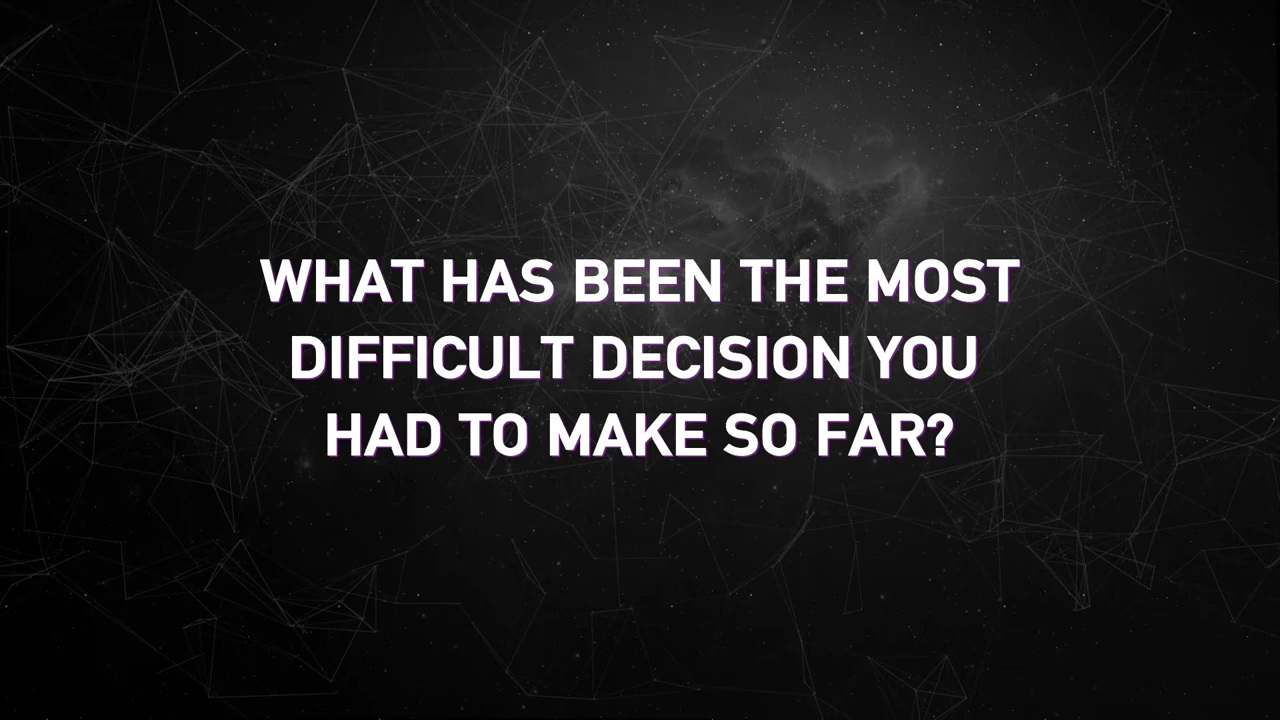 WHAT HAS BEEN THE MOST
DIFFICULT DECISION YOU
HAD TO MAKE SO FAR?